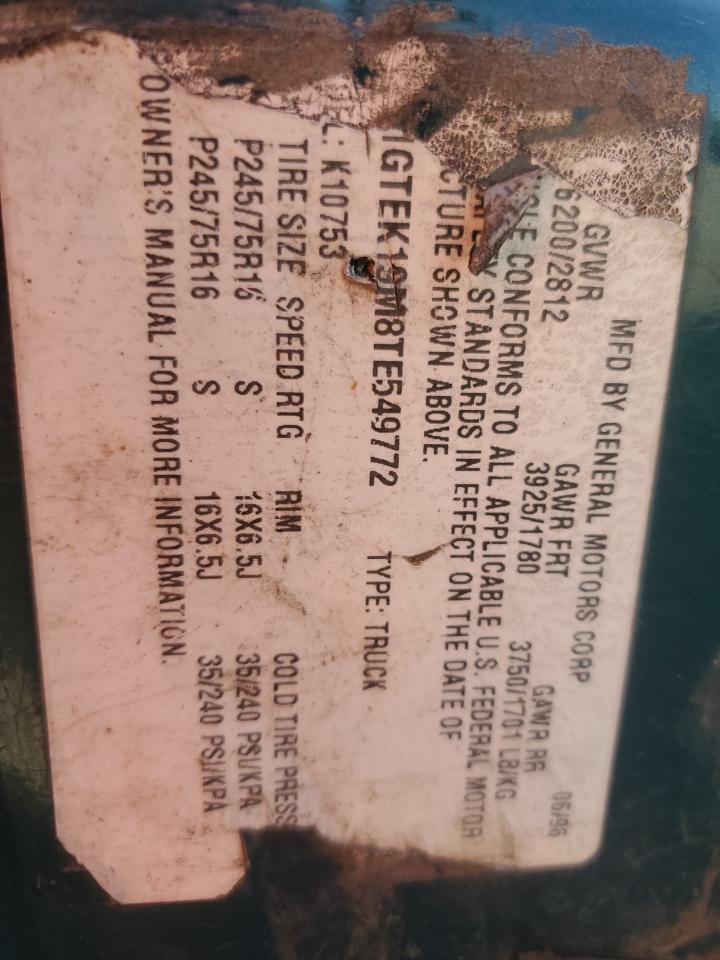 MFD BY GENERAL MOTORS CORP 06/96
GVWR GAWR FRT GAWR RR
6200/2812 3925/1780 3750/1701 LB/KG
CONFORMS TO ALL APPLICABLE U.S. FEDERAL MOTOR
STANDARDS IN EFFECT ON THE DATE OF
CTURE SHOWN ABOVE.
1GTEK19M8TE549772 TYPE: TRUCK
L: K10753
TIRE SIZE SPEED RTG RIM COLD TIRE PRESS
P245/75R16 S 16X6.5J 35/240 PSI/KPA
P245/75R16 S 16X6.5J 35/240 PSI/KPA
OWNER'S MANUAL FOR MORE INFORMATION.